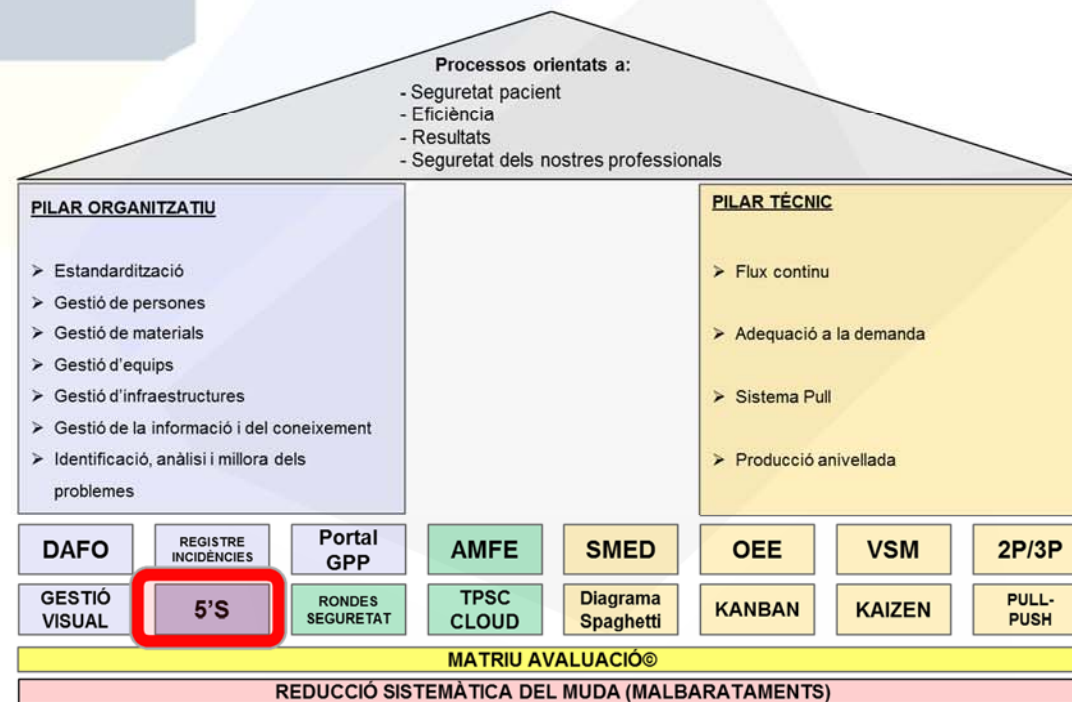 Processos orientats a:
- Seguretat pacient
- Eficiència
- Resultats
- Seguretat dels nostres professionals
PILAR ORGANITZATIU
➢ Estandardització
➢ Gestió de persones
➢ Gestió de materials
➢ Gestió d'equips
➢ Gestió d'infraestructures
➢ Gestió de la informació i del coneixement
➢ Identificació, anàlisi i millora dels
problemes
PILAR TÉCNIC
➢ Flux continu
➢ Adequació a la demanda
➢ Sistema Pull
➢ Producció anivellada
DAFO
REGISTRE
INCIDÈNCIES
Portal
GPP
AMFE
SMED
OEE
VSM
2P/3P
GESTIÓ
VISUAL
5'S
RONDES
SEGURETAT
TPSC
CLOUD
Diagrama
Spaghetti
KANBAN
KAIZEN
PULL-
PUSH
MATRIU AVALUACIÓ©
REDUCCIÓ SISTEMÀTICA DEL MUDA (MALBARATAMENTS)